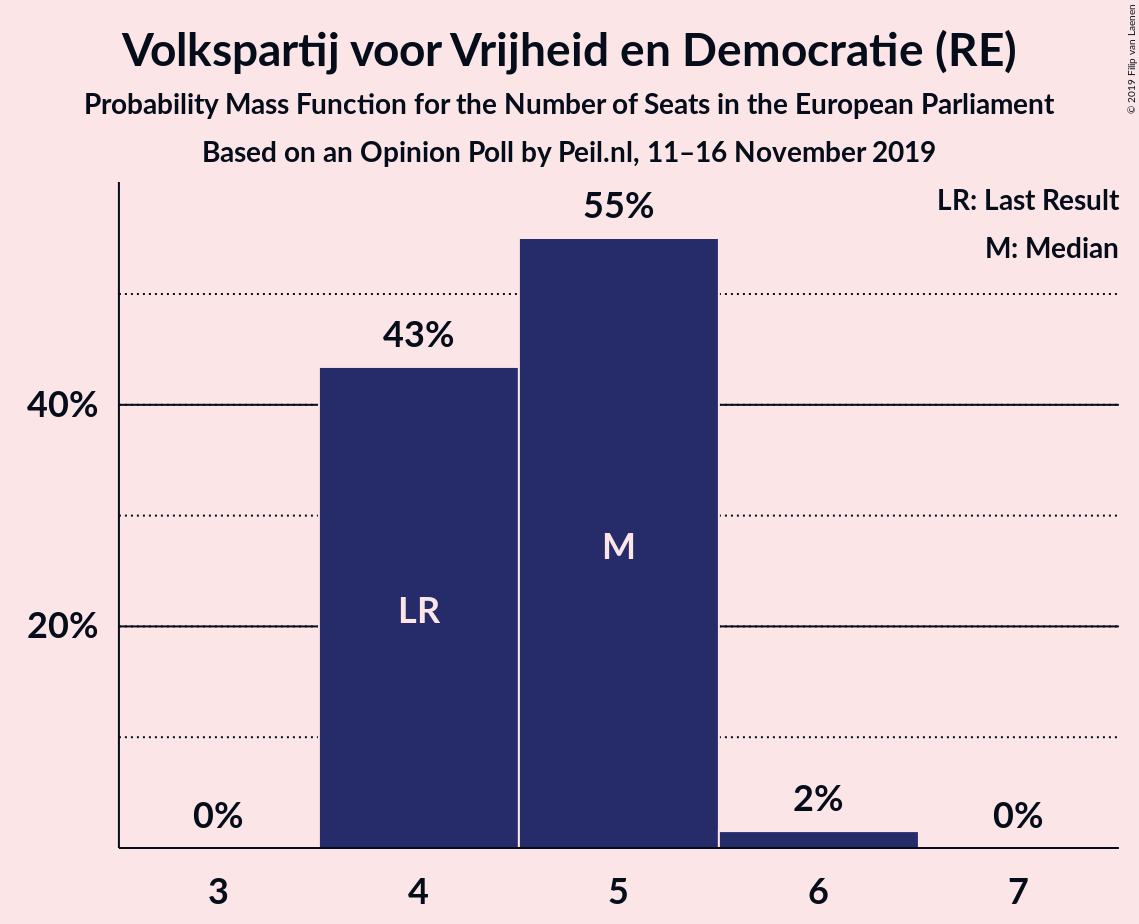 Volkspartij voor Vrijheid en Democratie (RE)
Probability Mass Function for the Number of Seats in the European Parliament
Based on an Opinion Poll by Peil.nl, 11–16 November 2019
© 2019 Filip van Laenen
LR: Last Result
M: Median
55%
43%
40%
M
LR
20%
2%
0%
0%
3
4
5
6
7